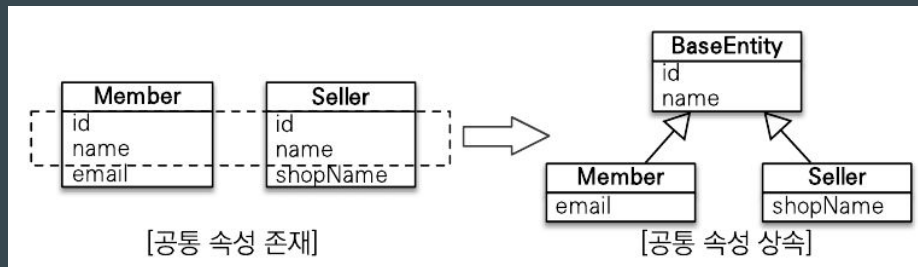 Member
id
name
email
Seller
id
name
shopName
[공통 속성 존재]
BaseEntity
id
name
Member
email
Seller
shopName
[공통 속성 상속]